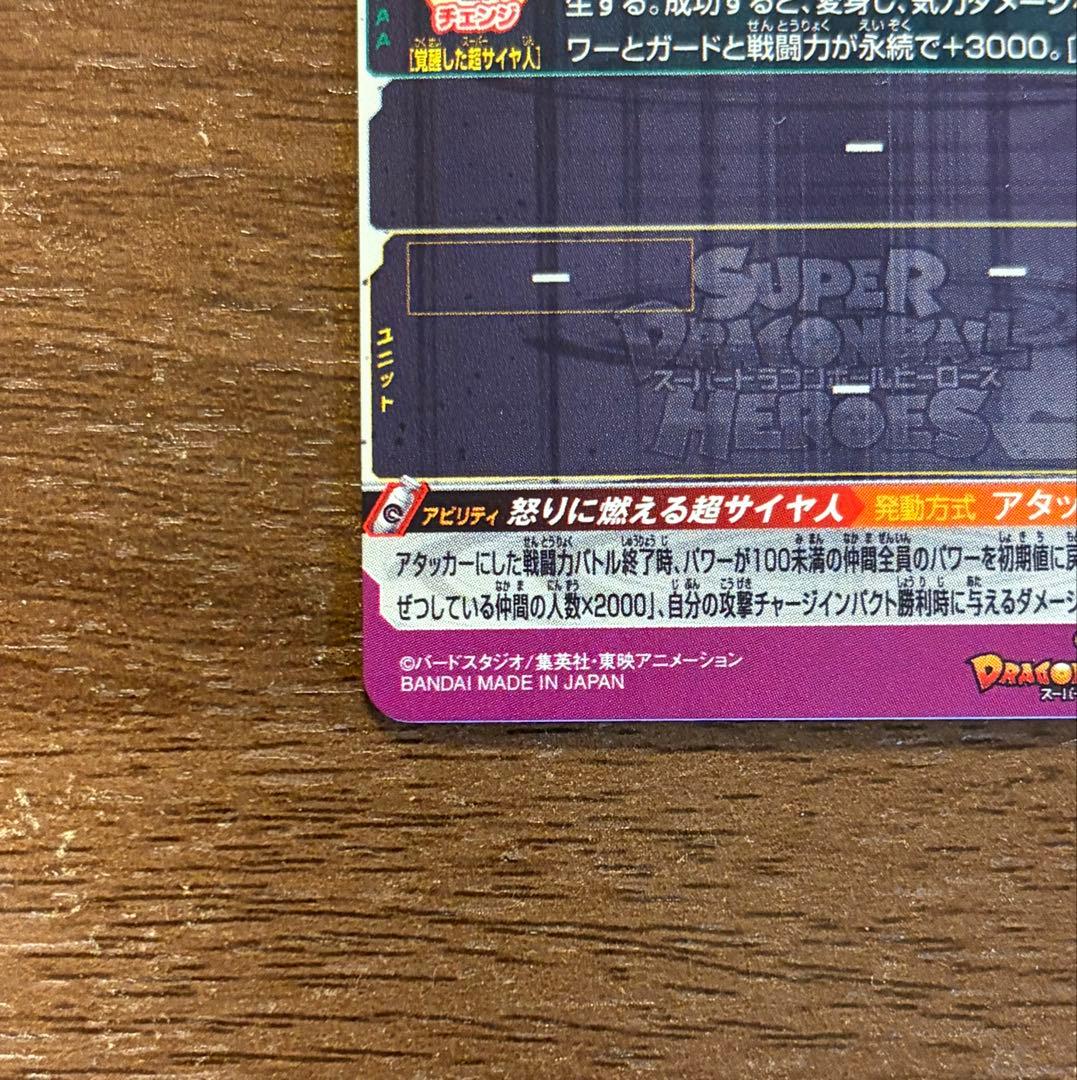 チェンジ
[覚醒した超サイヤ人]
生する。成功すると、変身し、気力ダメージ
ワーとガードと戦闘力が永続で+3000。[
SUPER
DRAGONBALL
スーパードラゴンボールヒーローズ
HEROES
ユニット
アビリティ 怒りに燃える超サイヤ人 発動方式 アタッ
アタッカーにした戦闘力バトル終了時、パワーが100未満の仲間全員のパワーを初期値に戻
ぜつしている仲間の人数×2000」、自分の攻撃チャージインパクト勝利時に与えるダメージ
©バードスタジオ/集英社・東映アニメーション
BANDAI MADE IN JAPAN
DRAGON
スーパー